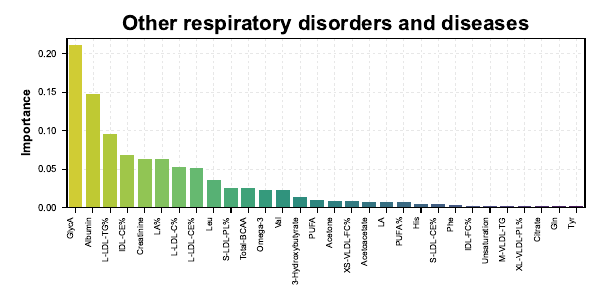 Other respiratory disorders and diseases
Importance
0.20
0.15
0.10
0.05
0.00
GlycA
Albumin
L-LDL-TG%
IDL-CE%
Creatinine
LA%
L-LDL-C%
L-LDL-CE%
Leu
S-LDL-PL%
Total-BCAA
Omega-3
Val
3-Hydroxybutyrate
PUFA
Acetone
XS-VLDL-FC%
Acetoacetate
LA
PUFA%
His
S-LDL-CE%
Phe
IDL-FC%
Unsaturation
M-VLDL-TG
XL-VLDL-PL%
Citrate
Gln
Tyr